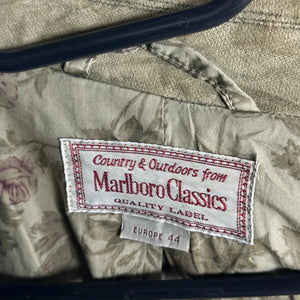 Country & Outdoors from
Marlboro Classics
QUALITY LABEL
EUROPE 44